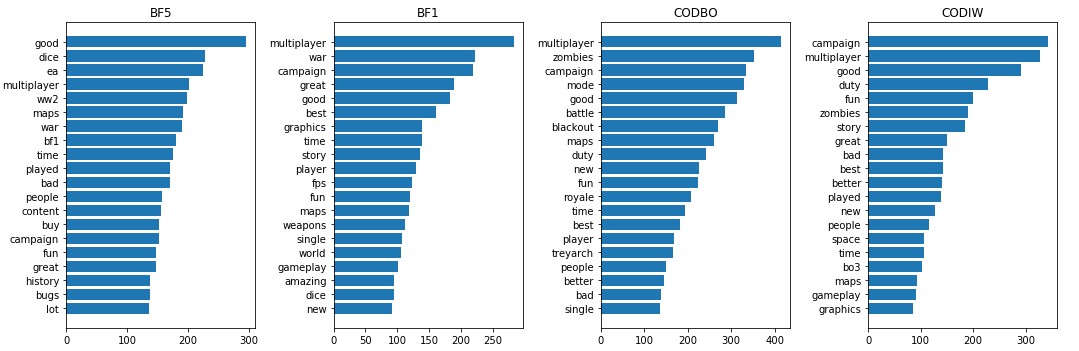 BF5
good
dice
ea
multiplayer
ww2
maps
war
bf1
time
played
bad
people
content
buy
campaign
fun
great
history
bugs
lot
0 100 200 300
BF1
multiplayer
war
campaign
great
good
best
graphics
time
story
player
fps
fun
maps
weapons
single
world
gameplay
amazing
dice
new
0 50 100 150 200 250
CODBO
multiplayer
zombies
campaign
mode
good
battle
blackout
maps
duty
new
fun
royale
time
best
player
treyarch
people
better
bad
single
0 100 200 300 400
CODIW
campaign
multiplayer
good
duty
fun
zombies
story
great
bad
best
better
played
new
people
space
time
bo3
maps
gameplay
graphics
0 100 200 300